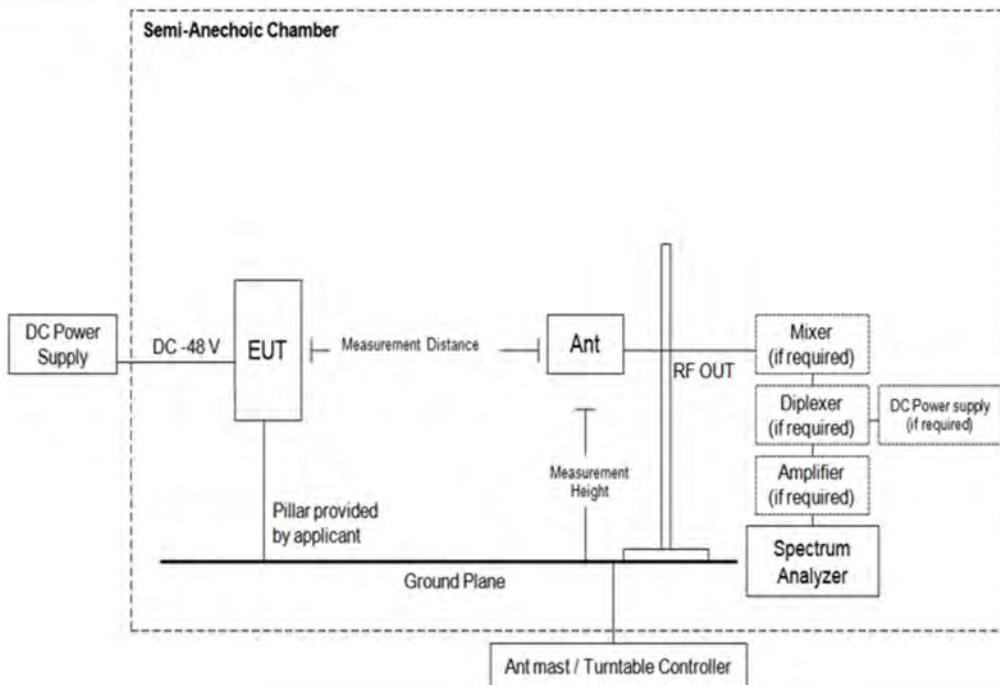 Semi-Anechoic Chamber
DC Power
Supply
DC -48 V
EUT
Measurement Distance
Ant
RF OUT
Mixer
(if required)
Diplexer
(if required)
DC Power supply
(if required)
Amplifier
(if required)
Measurement
Height
Pillar provided
by applicant
Spectrum
Analyzer
Ground Plane
Ant mast / Turntable Controller